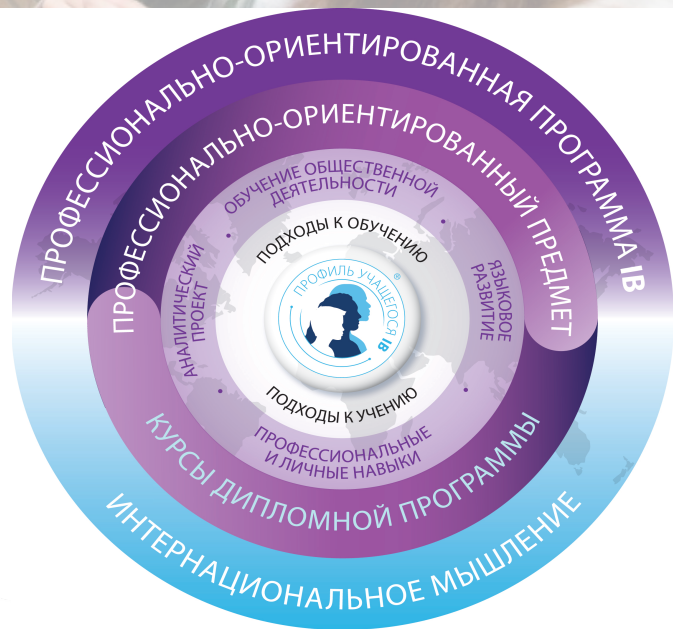 ПРОФЕССИОНАЛЬНО-ОРИЕНТИРОВАННАЯ ПРОГРАММА IB
ПРОФЕССИОНАЛЬНО-ОРИЕНТИРОВАННЫЙ ПРЕДМЕТ
ОБУЧЕНИЕ ОБЩЕСТВЕННОЙ
ДЕЯТЕЛЬНОСТИ
ПОДХОДЫ К ОБУЧЕНИЮ
АНАЛИТИЧЕСКИЙ
ПРОЕКТ
ПРОФИЛЬ УЧАЩЕГОСЯ IB®
ЯЗЫКОВОЕ
РАЗВИТИЕ
ПОДХОДЫ К УЧЕНИЮ
ПРОФЕССИОНАЛЬНЫЕ
И ЛИЧНЫЕ НАВЫКИ
КУРСЫ ДИПЛОМНОЙ ПРОГРАММЫ
ИНТЕРНАЦИОНАЛЬНОЕ МЫШЛЕНИЕ